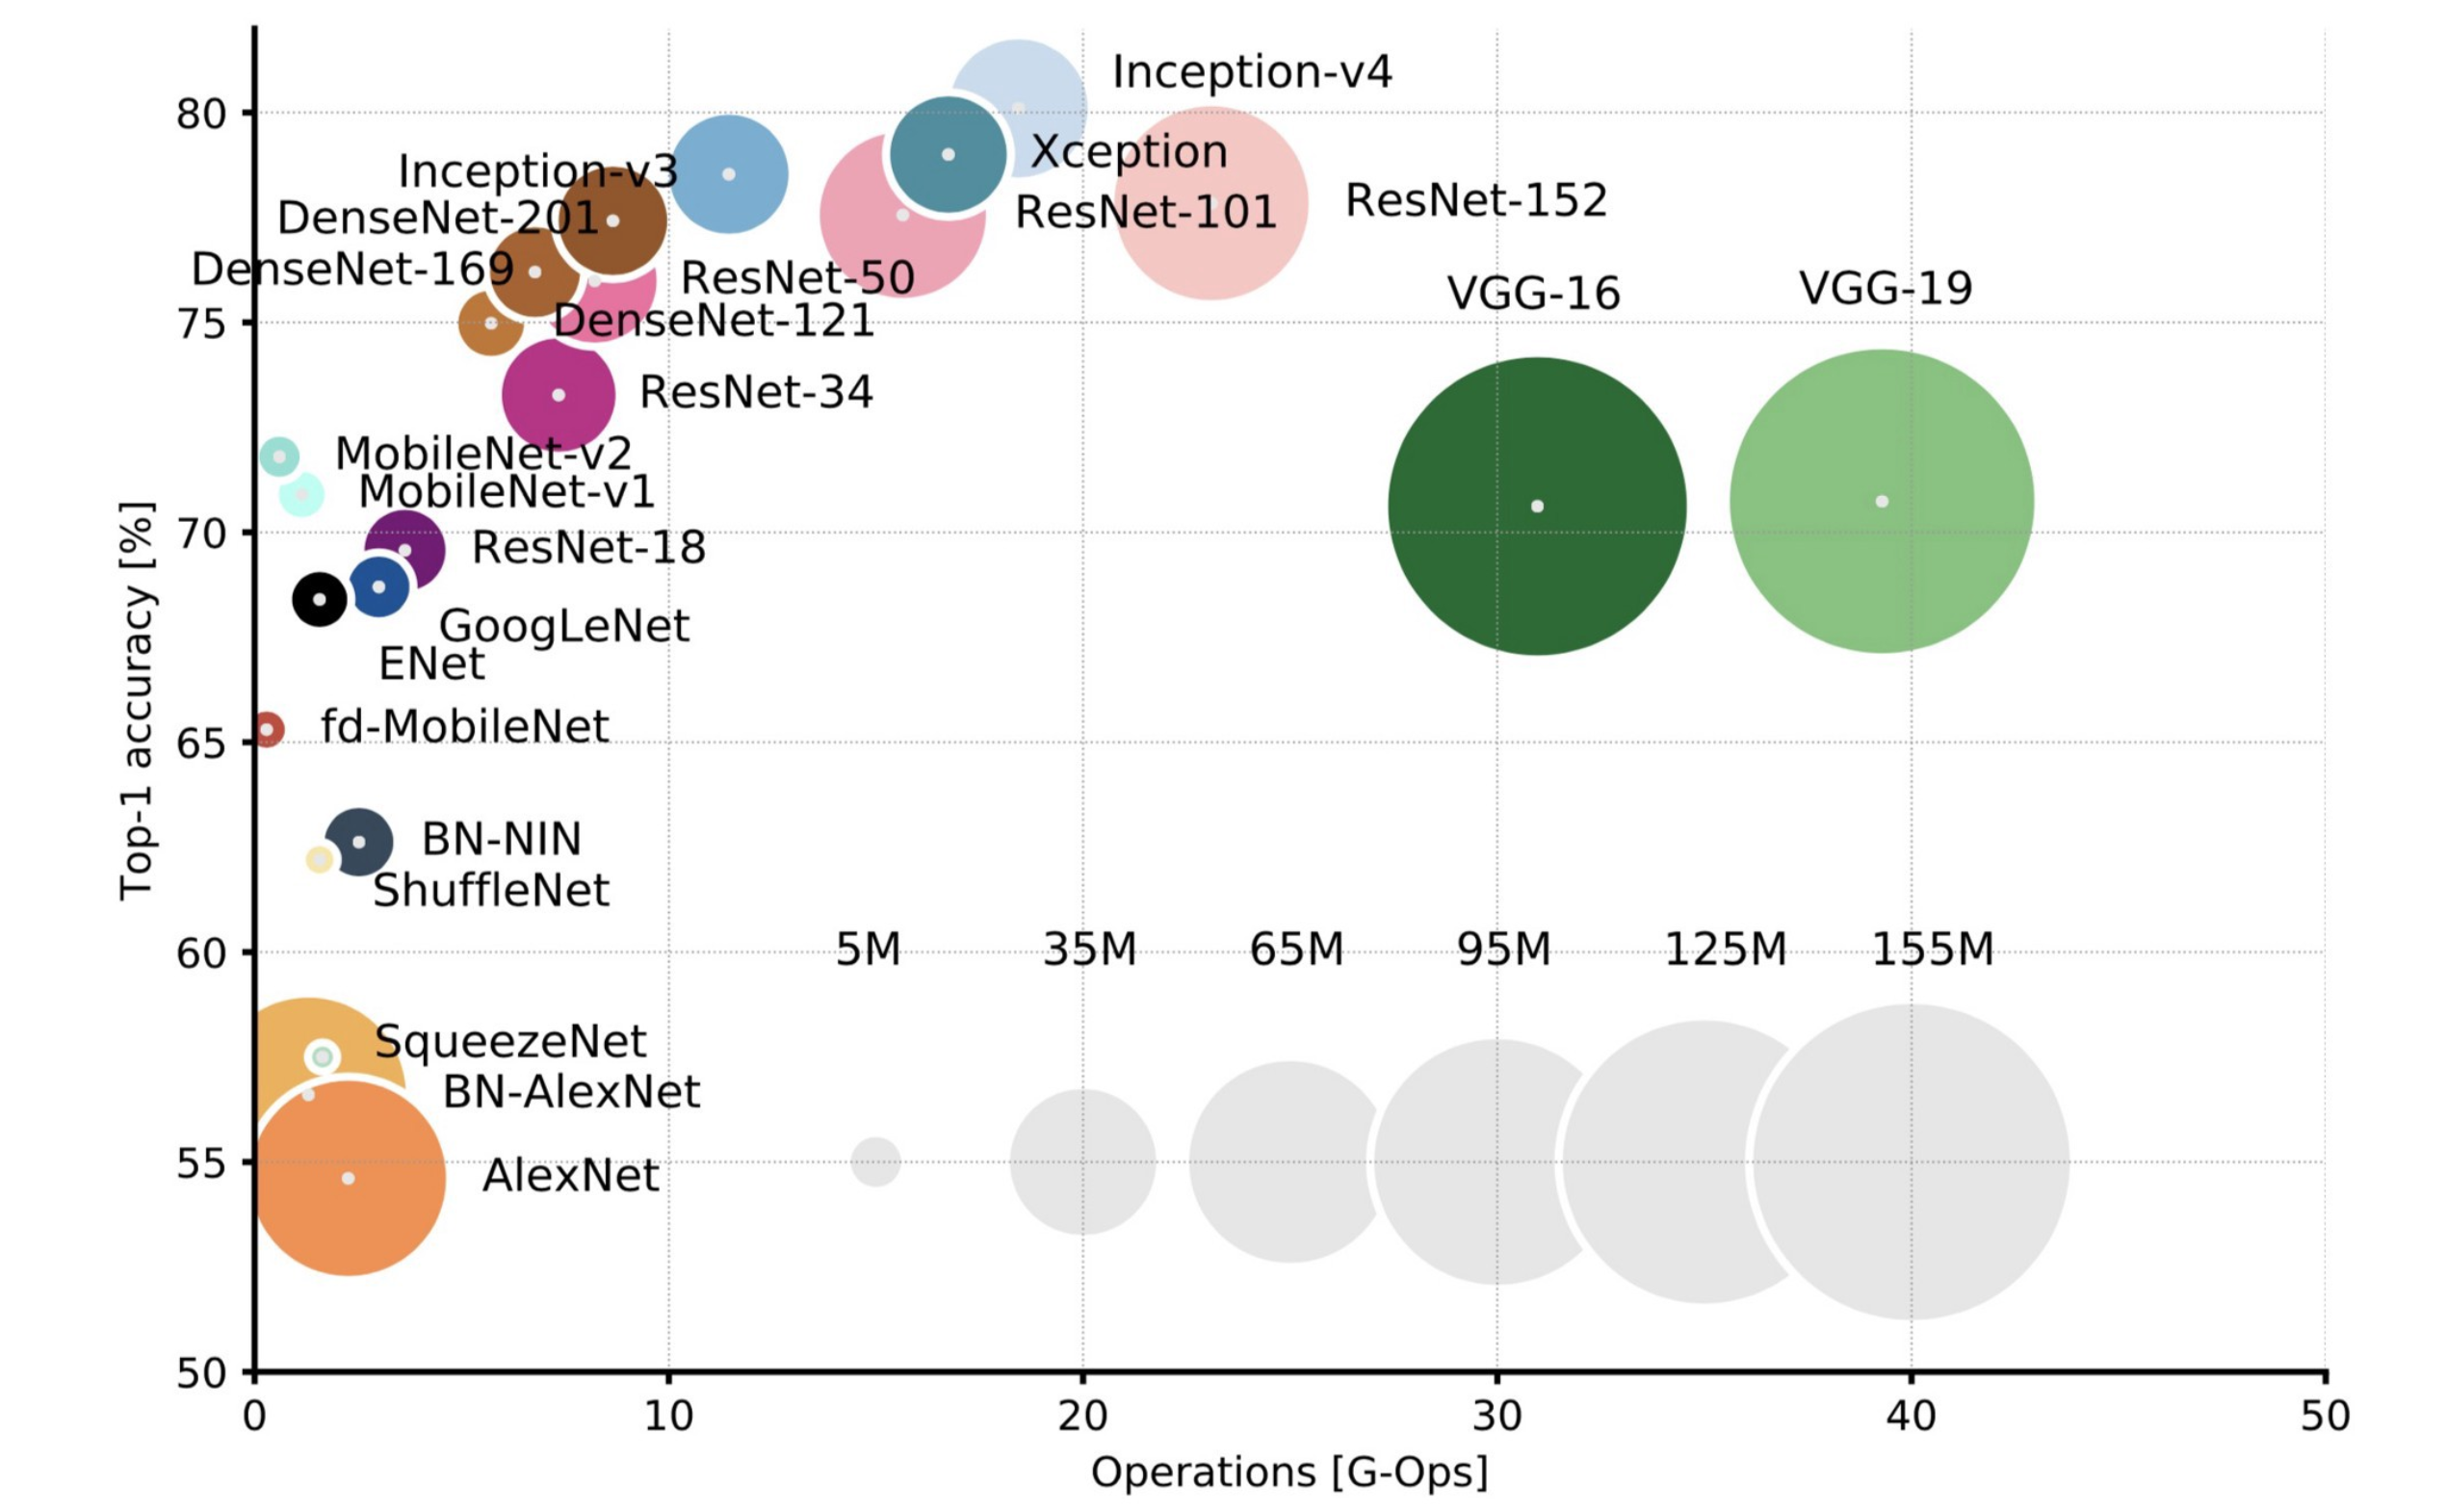 Inception-v4
80
Xception
Inception-v3
ResNet-152
DenseNet-201
ResNet-101
DenseNet-169
ResNet-50
VGG-16
VGG-19
75
DenseNet-121
ResNet-34
MobileNet-v2
MobileNet-v1
70
ResNet-18
GoogLeNet
ENet
Top-1 accuracy [%]
65
fd-MobileNet
BN-NIN
ShuffleNet
60
5M
35M
65M
95M
125M
155M
SqueezeNet
BN-AlexNet
55
AlexNet
50
0
10
20
30
40
50
Operations [G-Ops]